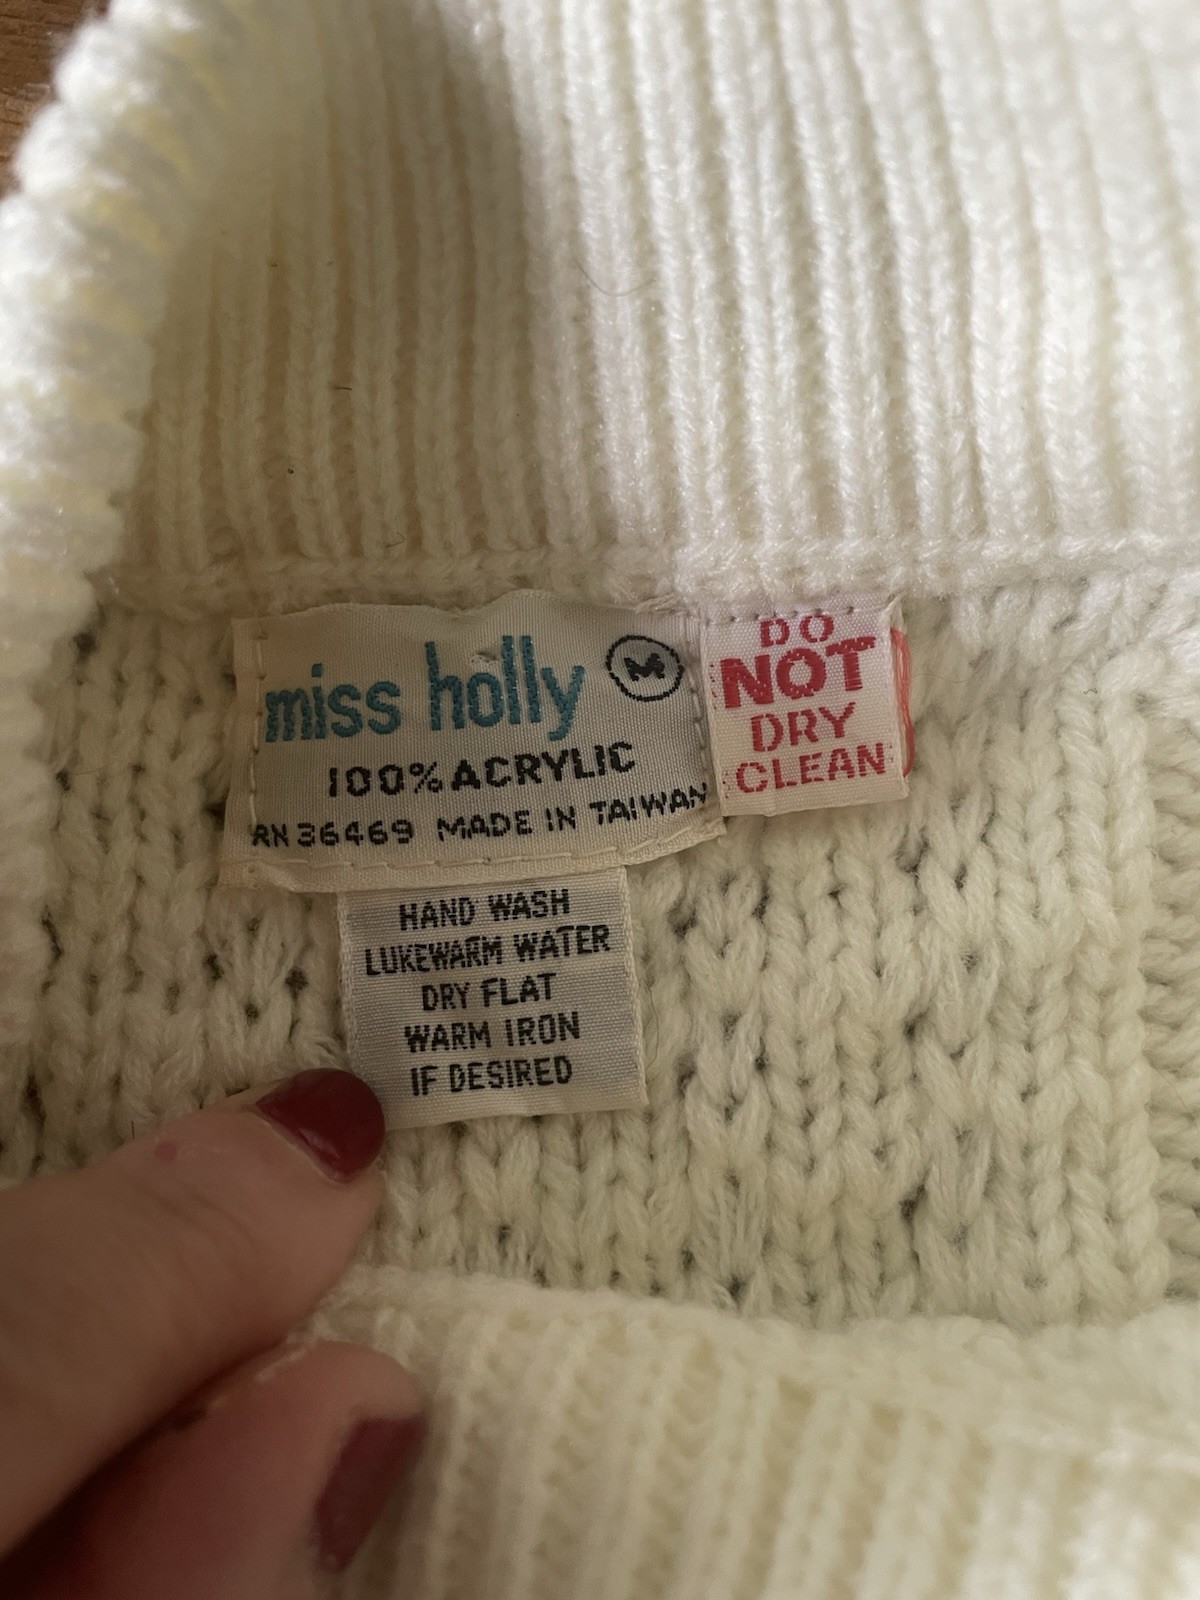 miss holly M
100% ACRYLIC
RN 36469 MADE IN TAIWAN
DO
NOT
DRY
CLEAN
HAND WASH
LUKEWARM WATER
DRY FLAT
WARM IRON
IF DESIRED